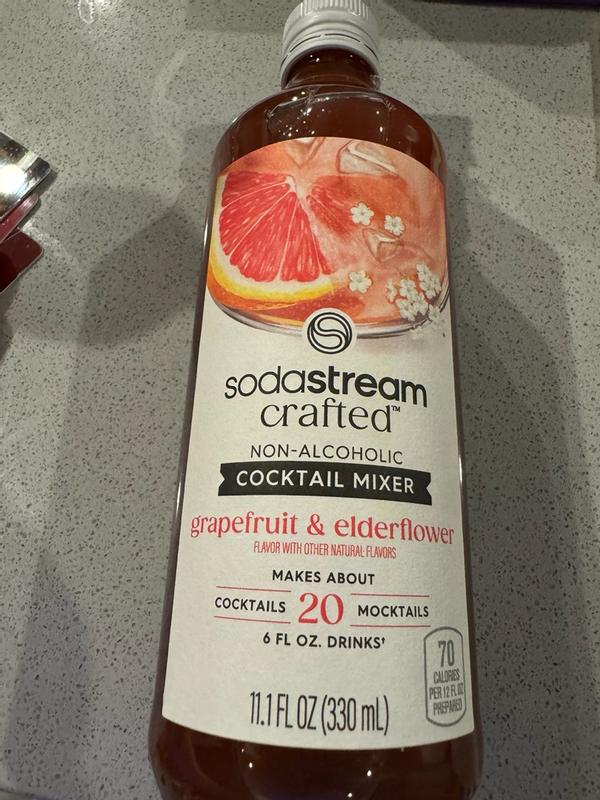 sodastream
crafted™
NON-ALCOHOLIC
COCKTAIL MIXER
grapefruit & elderflower
FLAVOR WITH OTHER NATURAL FLAVORS
MAKES ABOUT
COCKTAILS 20 MOCKTAILS
6 FL OZ. DRINKS†
70
CALORIES
PER 12 FL OZ
PREPARED
11.1 FL OZ (330 mL)